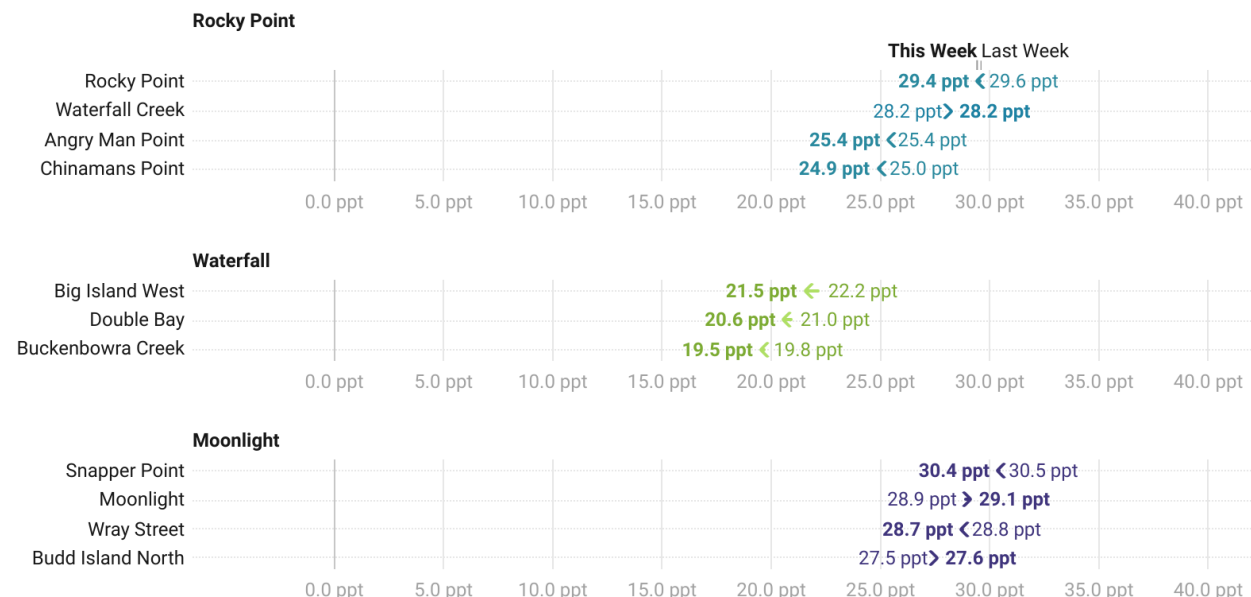 Rocky Point
This Week Last Week
Rocky Point 29.4 ppt 29.6 ppt
Waterfall Creek 28.2 ppt 28.2 ppt
Angry Man Point 25.4 ppt 25.4 ppt
Chinamans Point 24.9 ppt 25.0 ppt
0.0 ppt 5.0 ppt 10.0 ppt 15.0 ppt 20.0 ppt 25.0 ppt 30.0 ppt 35.0 ppt 40.0 ppt
Waterfall
Big Island West 21.5 ppt 22.2 ppt
Double Bay 20.6 ppt 21.0 ppt
Buckenbowra Creek 19.5 ppt 19.8 ppt
0.0 ppt 5.0 ppt 10.0 ppt 15.0 ppt 20.0 ppt 25.0 ppt 30.0 ppt 35.0 ppt 40.0 ppt
Moonlight
Snapper Point 30.4 ppt 30.5 ppt
Moonlight 28.9 ppt 29.1 ppt
Wray Street 28.7 ppt 28.8 ppt
Budd Island North 27.5 ppt 27.6 ppt
0.0 ppt 5.0 ppt 10.0 ppt 15.0 ppt 20.0 ppt 25.0 ppt 30.0 ppt 35.0 ppt 40.0 ppt